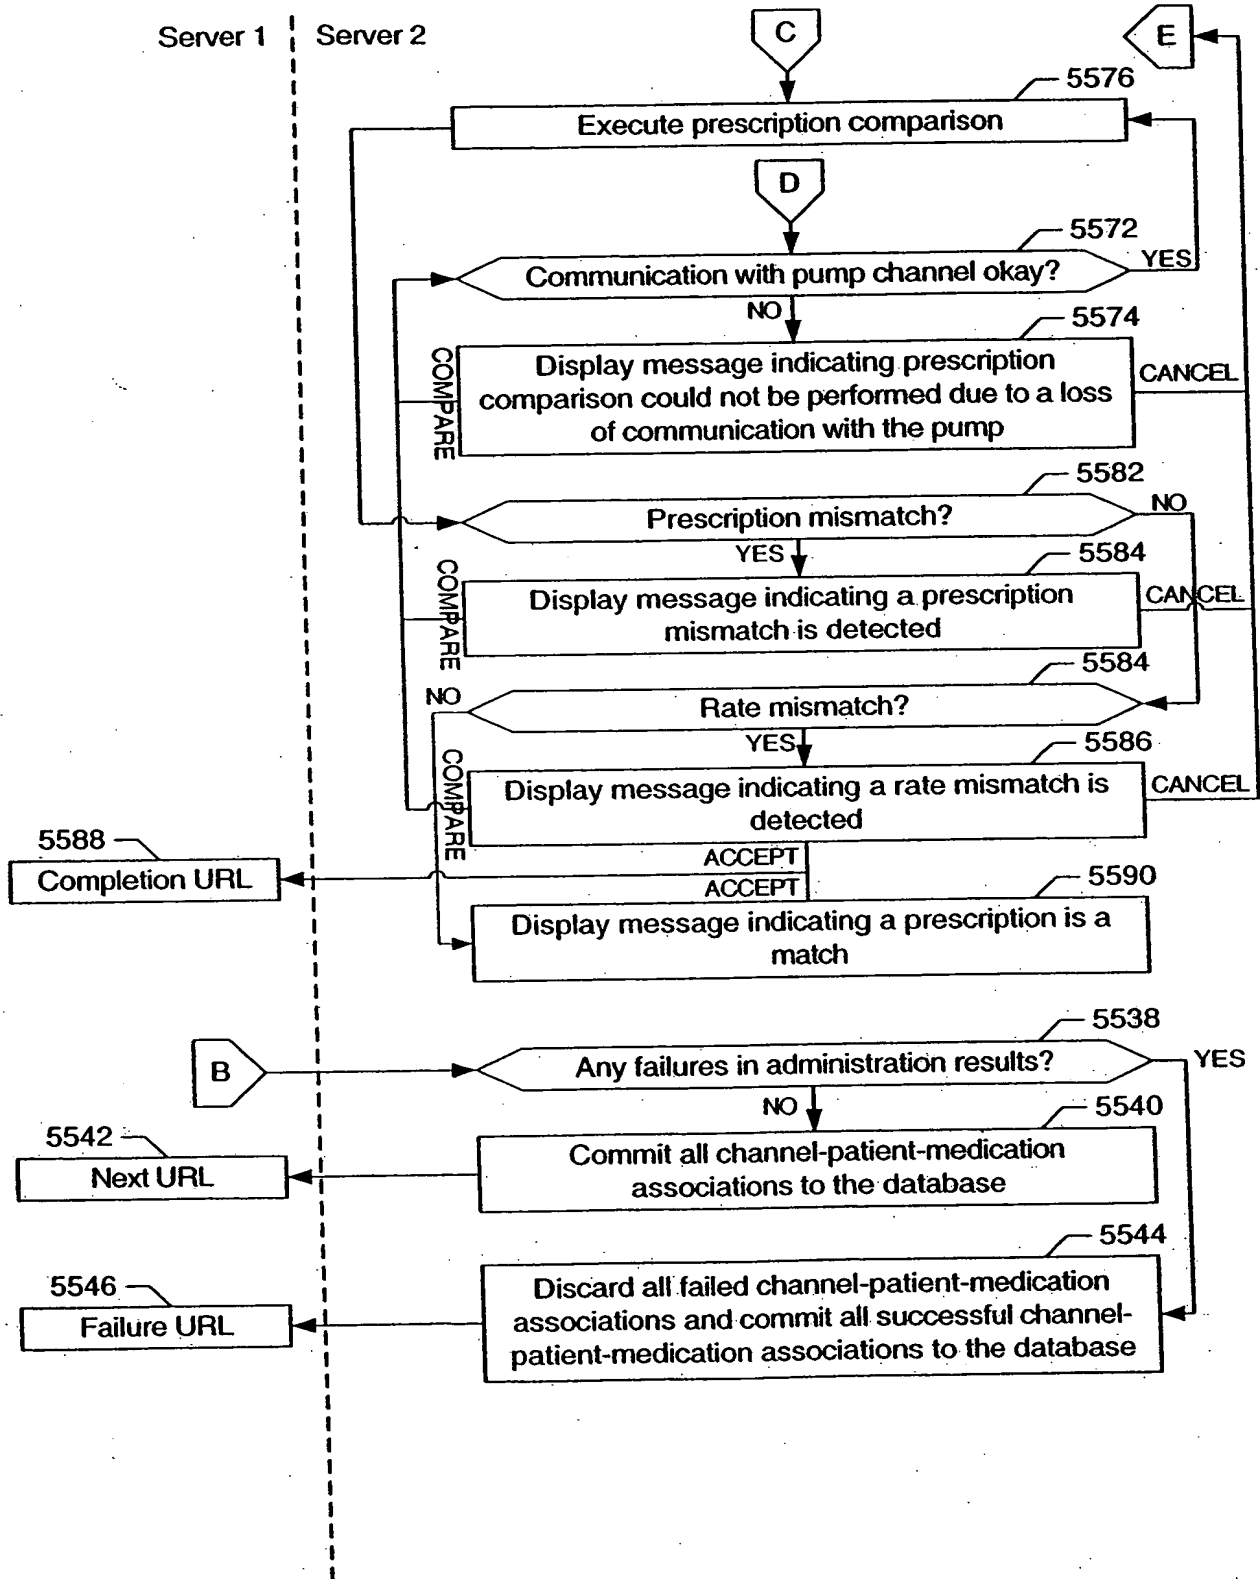 Server 1
Server 2
C
E
5576
Execute prescription comparison
D
5572
Communication with pump channel okay?
YES
NO
5574
Display message indicating prescription
comparison could not be performed due to a loss
of communication with the pump
COMPARE
CANCEL
5582
Prescription mismatch?
NO
YES
5584
Display message indicating a prescription
mismatch is detected
COMPARE
CANCEL
5584
Rate mismatch?
NO
YES
5586
Display message indicating a rate mismatch is
detected
COMPARE
CANCEL
5588
Completion URL
ACCEPT
ACCEPT
5590
Display message indicating a prescription is a
match
B
5538
Any failures in administration results?
YES
NO
5540
Commit all channel-patient-medication
associations to the database
5542
Next URL
5544
Discard all failed channel-patient-medication
associations and commit all successful channel-
patient-medication associations to the database
5546
Failure URL